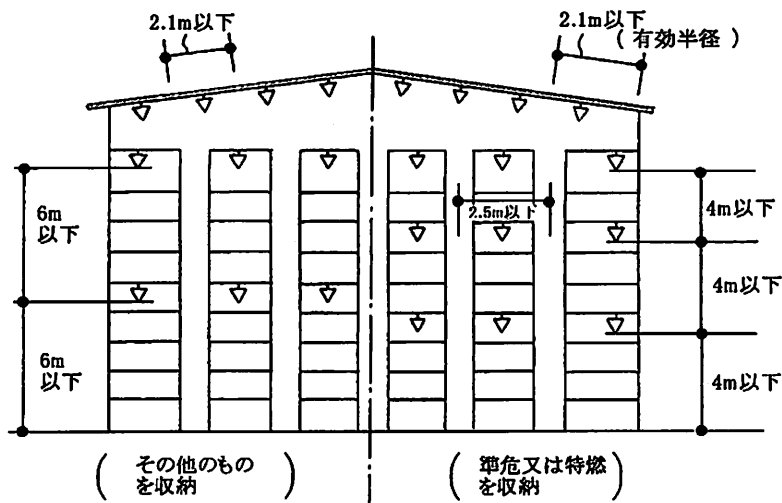 2.1m以下
2.1m以下
(有効半径)
6m
以下
6m
以下
2.5m以下
4m以下
4m以下
4m以下
(その他のもの
を収納)
(準危又は特燃
を収納)